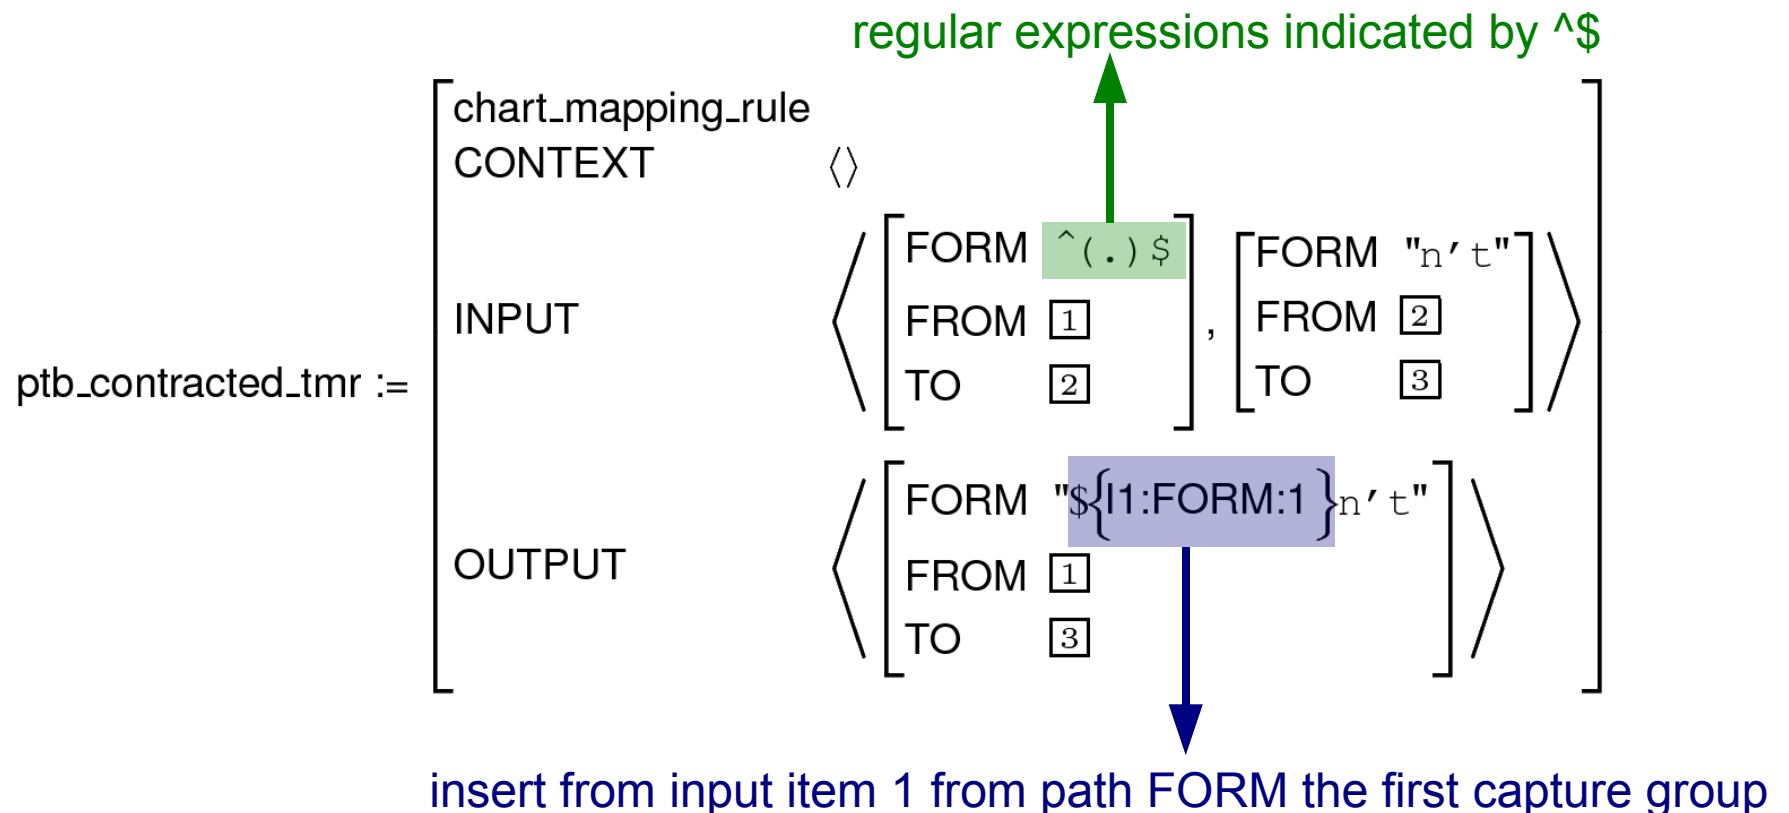 regular expressions indicated by ^$
chart_mapping_rule
CONTEXT ⟨⟩
FORM ^(.)$ FORM "n't"
INPUT FROM 1 , FROM 2
TO 2 TO 3
ptb_contracted_tmr :=
FORM "${I1:FORM:1 }n't"
OUTPUT FROM 1
TO 3
insert from input item 1 from path FORM the first capture group